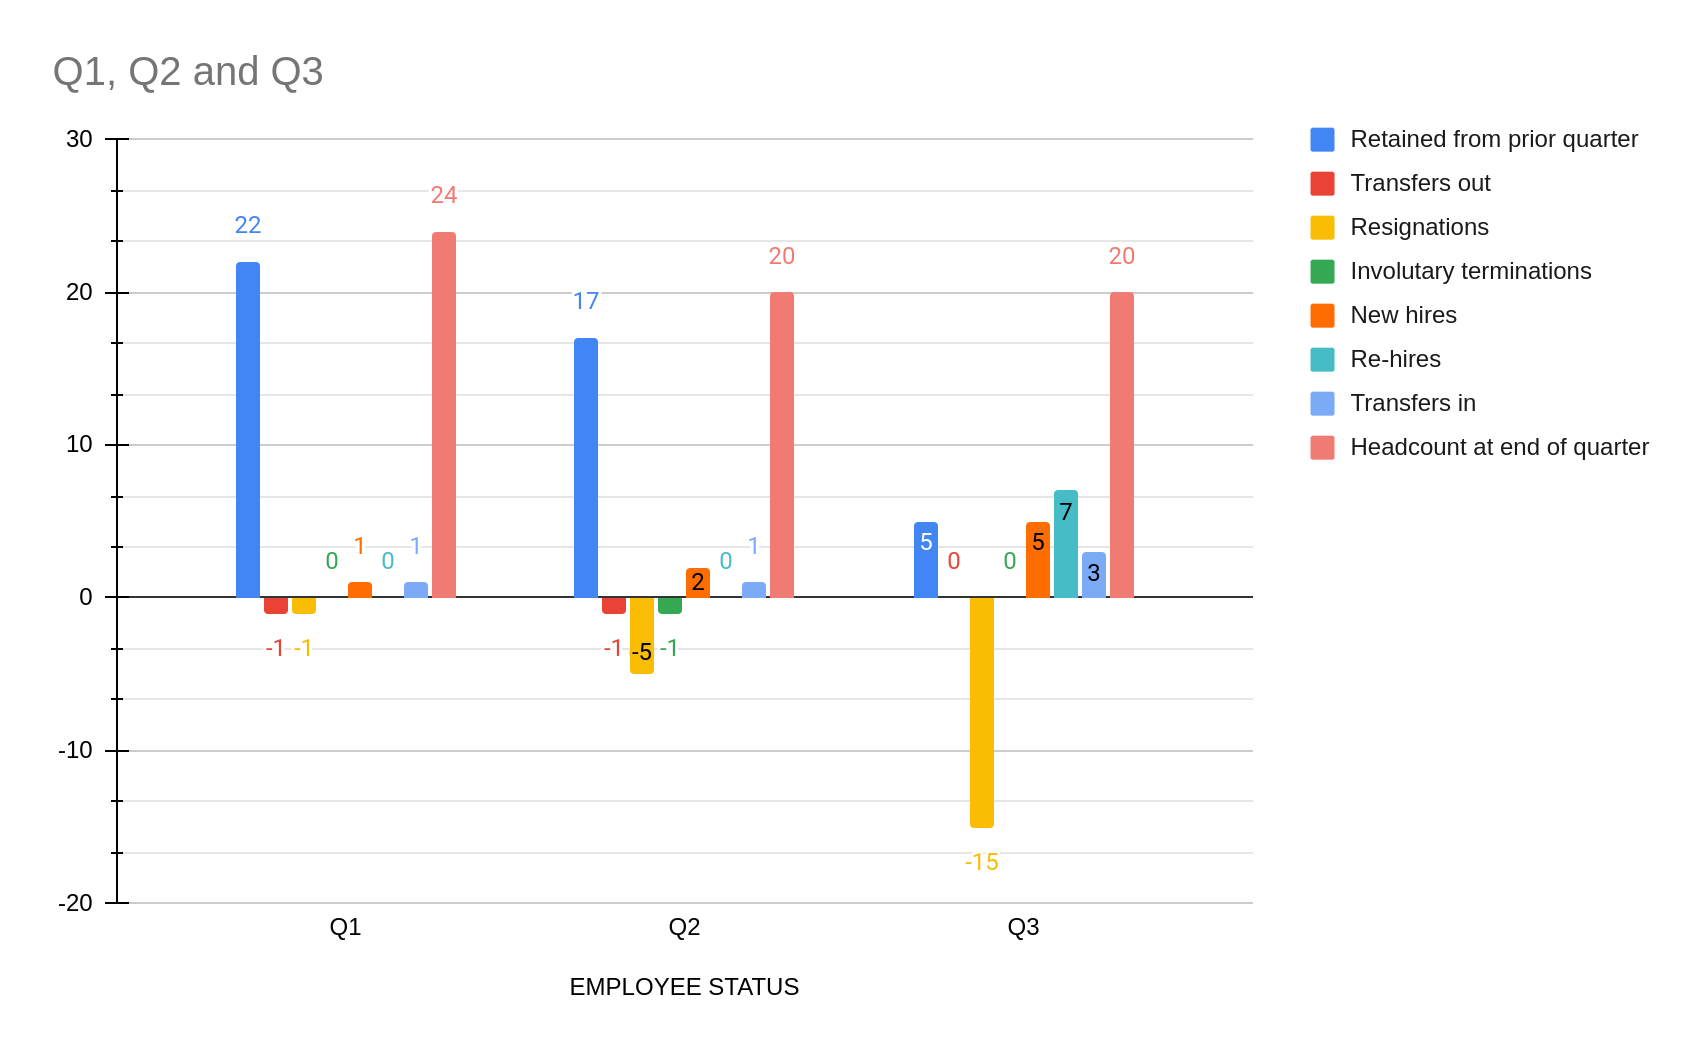 Q1, Q2 and Q3
30
20
10
0
-10
-20
22
-1
-1
0
1
0
1
24
17
-1
-5
-1
2
0
1
20
5
0
-15
0
5
7
3
20
Q1
Q2
Q3
EMPLOYEE STATUS
Retained from prior quarter
Transfers out
Resignations
Involutary terminations
New hires
Re-hires
Transfers in
Headcount at end of quarter